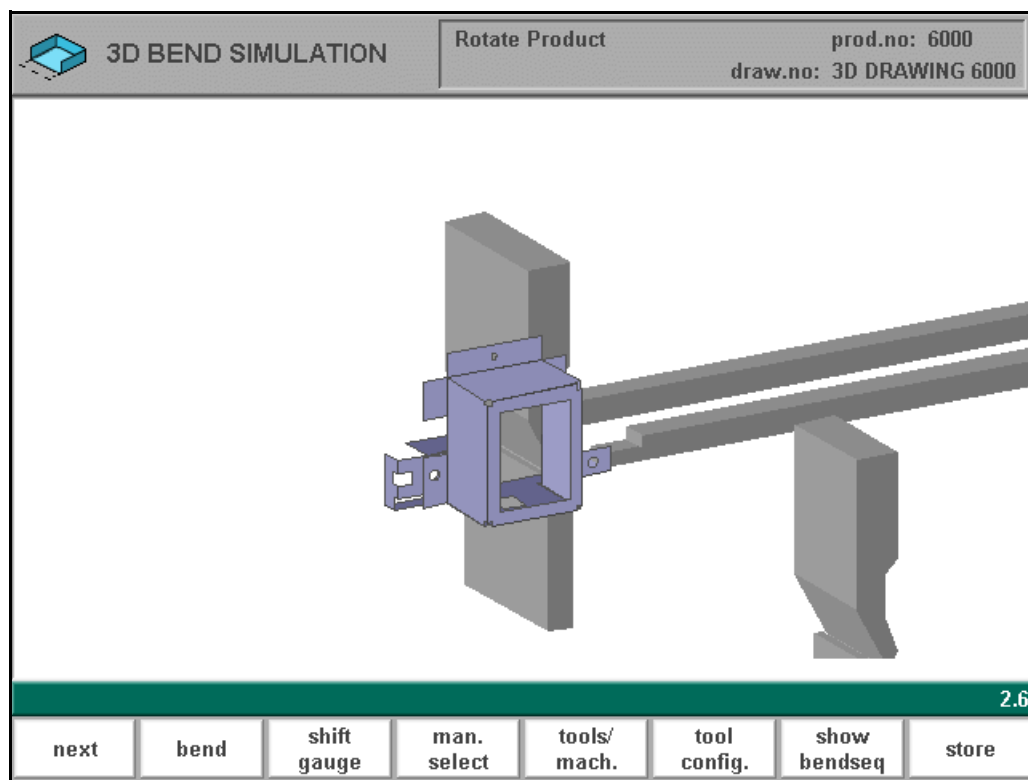 3D BEND SIMULATION
Rotate Product prod.no: 6000
draw.no: 3D DRAWING 6000
2.6
next
bend
shift
gauge
man.
select
tools/
mach.
tool
config.
show
bendseq
store